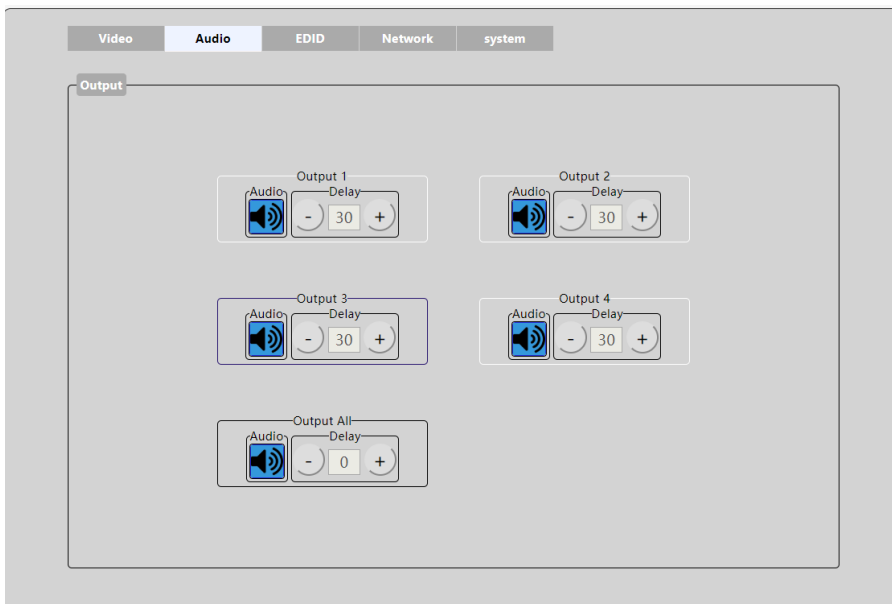 Video Audio EDID Network system
Output
Output 1 Output 2
Audio Delay Audio Delay
- 30 + - 30 +
Output 3 Output 4
Audio Delay Audio Delay
- 30 + - 30 +
Output All
Audio Delay
- 0 +